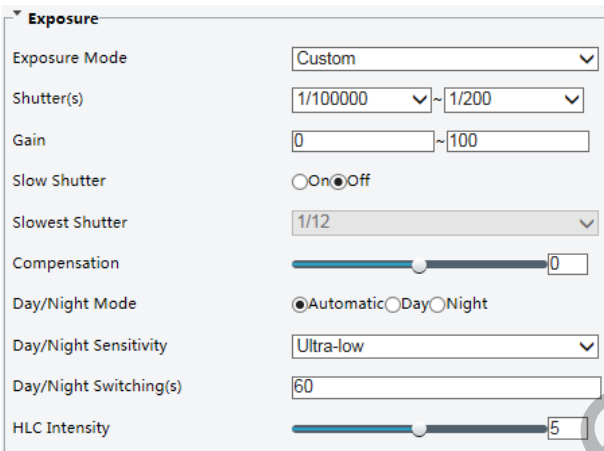 Exposure
Exposure Mode Custom
Shutter(s) 1/100000 ~ 1/200
Gain 0 ~ 100
Slow Shutter On Off
Slowest Shutter 1/12
Compensation 0
Day/Night Mode Automatic Day Night
Day/Night Sensitivity Ultra-low
Day/Night Switching(s) 60
HLC Intensity 5